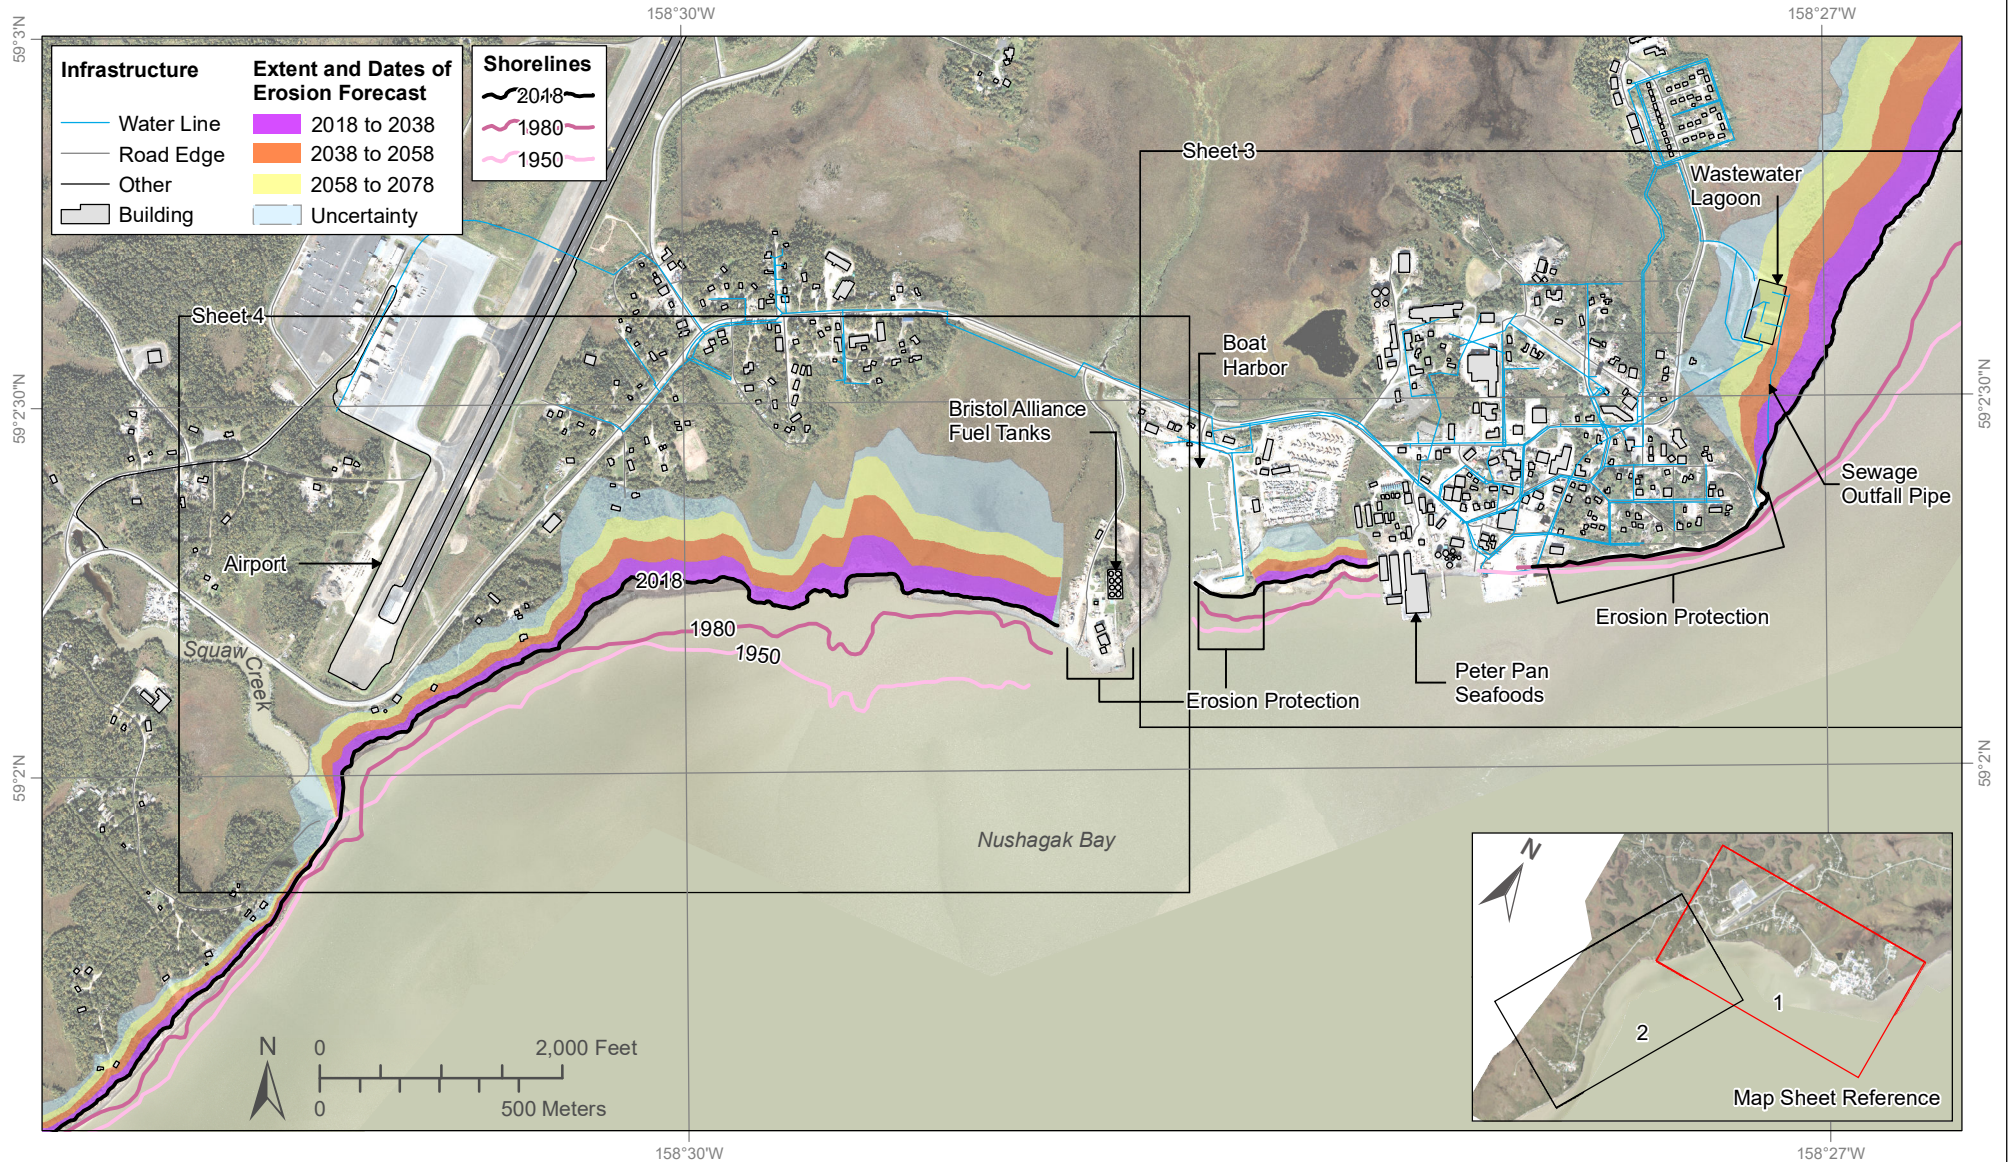 158°30'W
158°27'W
59°3'N
59°2'30"N
59°2'N
59°2'30"N
59°2'N
158°30'W
158°27'W
Infrastructure
Water Line
Road Edge
Other
Building
Extent and Dates of
Erosion Forecast
2018 to 2038
2038 to 2058
2058 to 2078
Uncertainty
Shorelines
2018
1980
1950
Sheet 3
Sheet 4
Wastewater
Lagoon
Boat
Harbor
Bristol Alliance
Fuel Tanks
Sewage
Outfall Pipe
Airport
2018
1980
1950
Squaw Creek
Erosion Protection
Erosion Protection
Peter Pan
Seafoods
Nushagak Bay
N
0
2,000 Feet
0
500 Meters
N
1
2
Map Sheet Reference